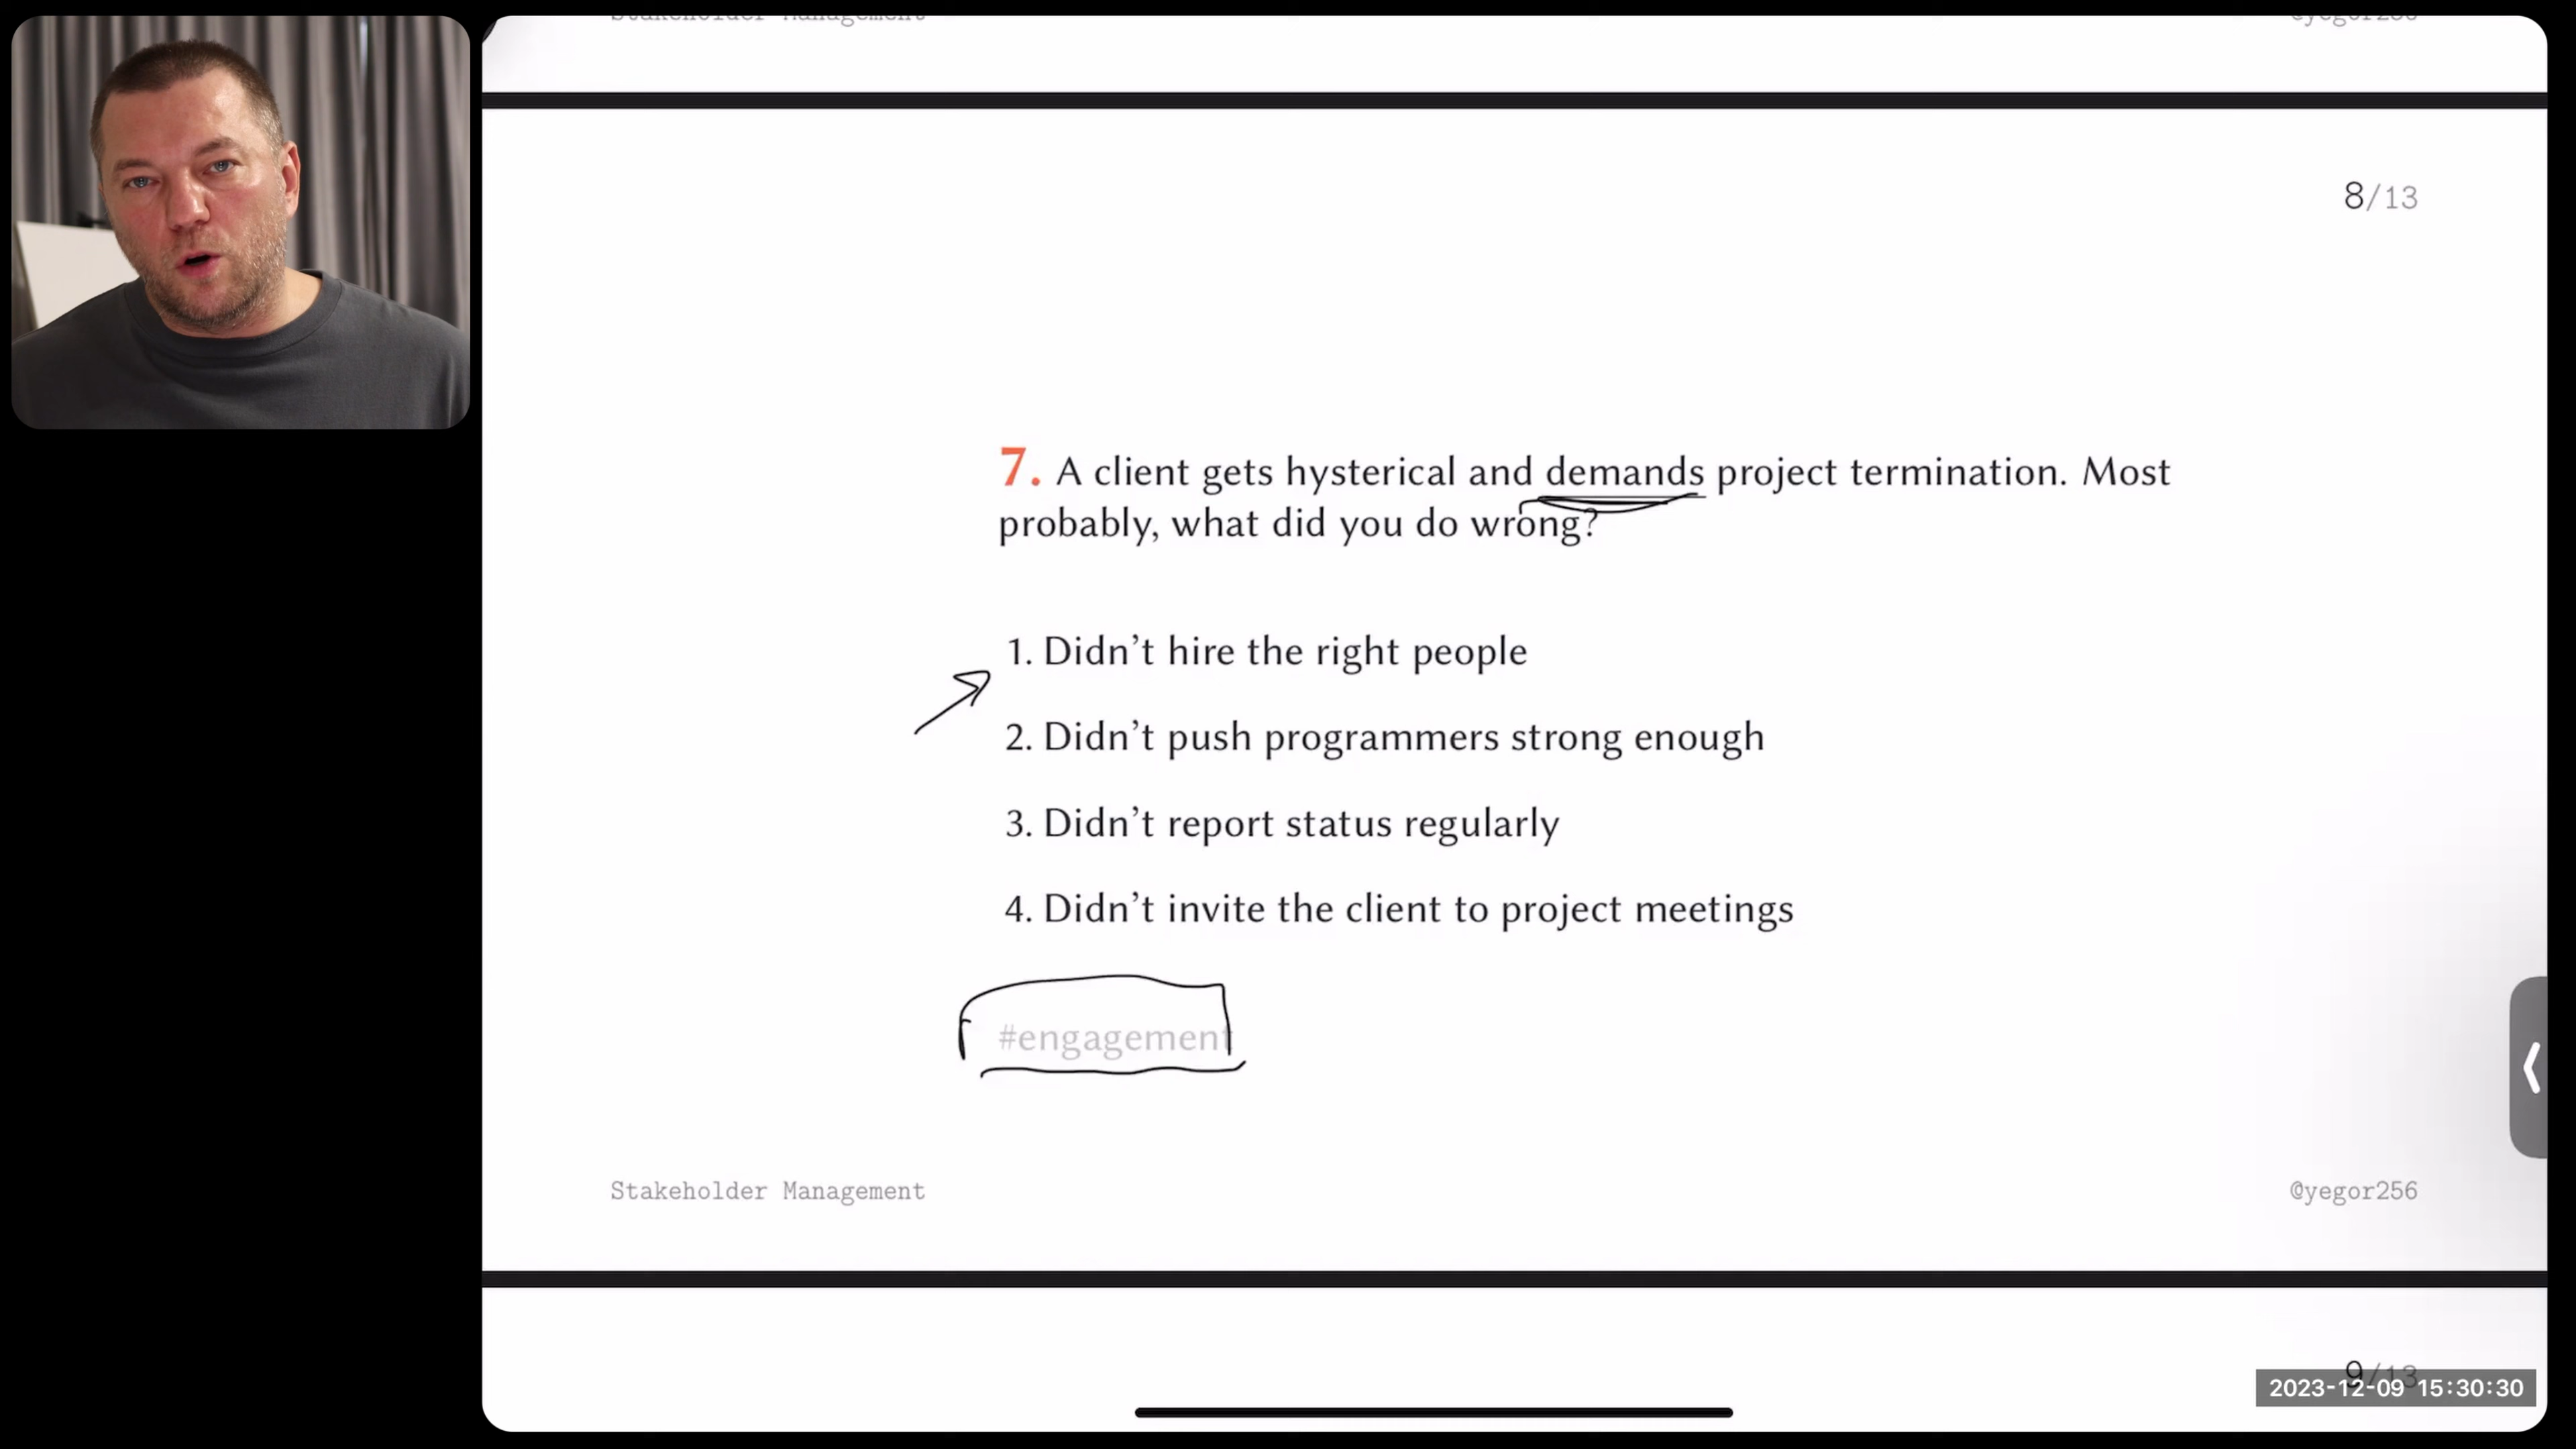 8/13
7. A client gets hysterical and demands project termination. Most
probably, what did you do wrong?
1. Didn’t hire the right people
2. Didn’t push programmers strong enough
3. Didn’t report status regularly
4. Didn’t invite the client to project meetings
#engagement
Stakeholder Management
@yegor256
9/13
2023-12-09 15:30:30